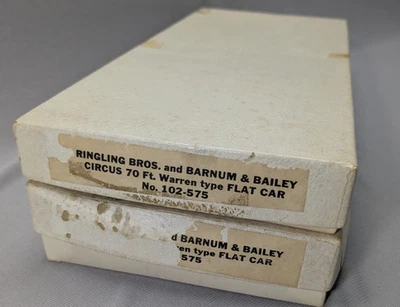 RINGLING BROS. and BARNUM & BAILEY
CIRCUS 70 Ft. Warren type FLAT CAR
No. 102-575
d BARNUM & BAILEY
ren type FLAT CAR
575